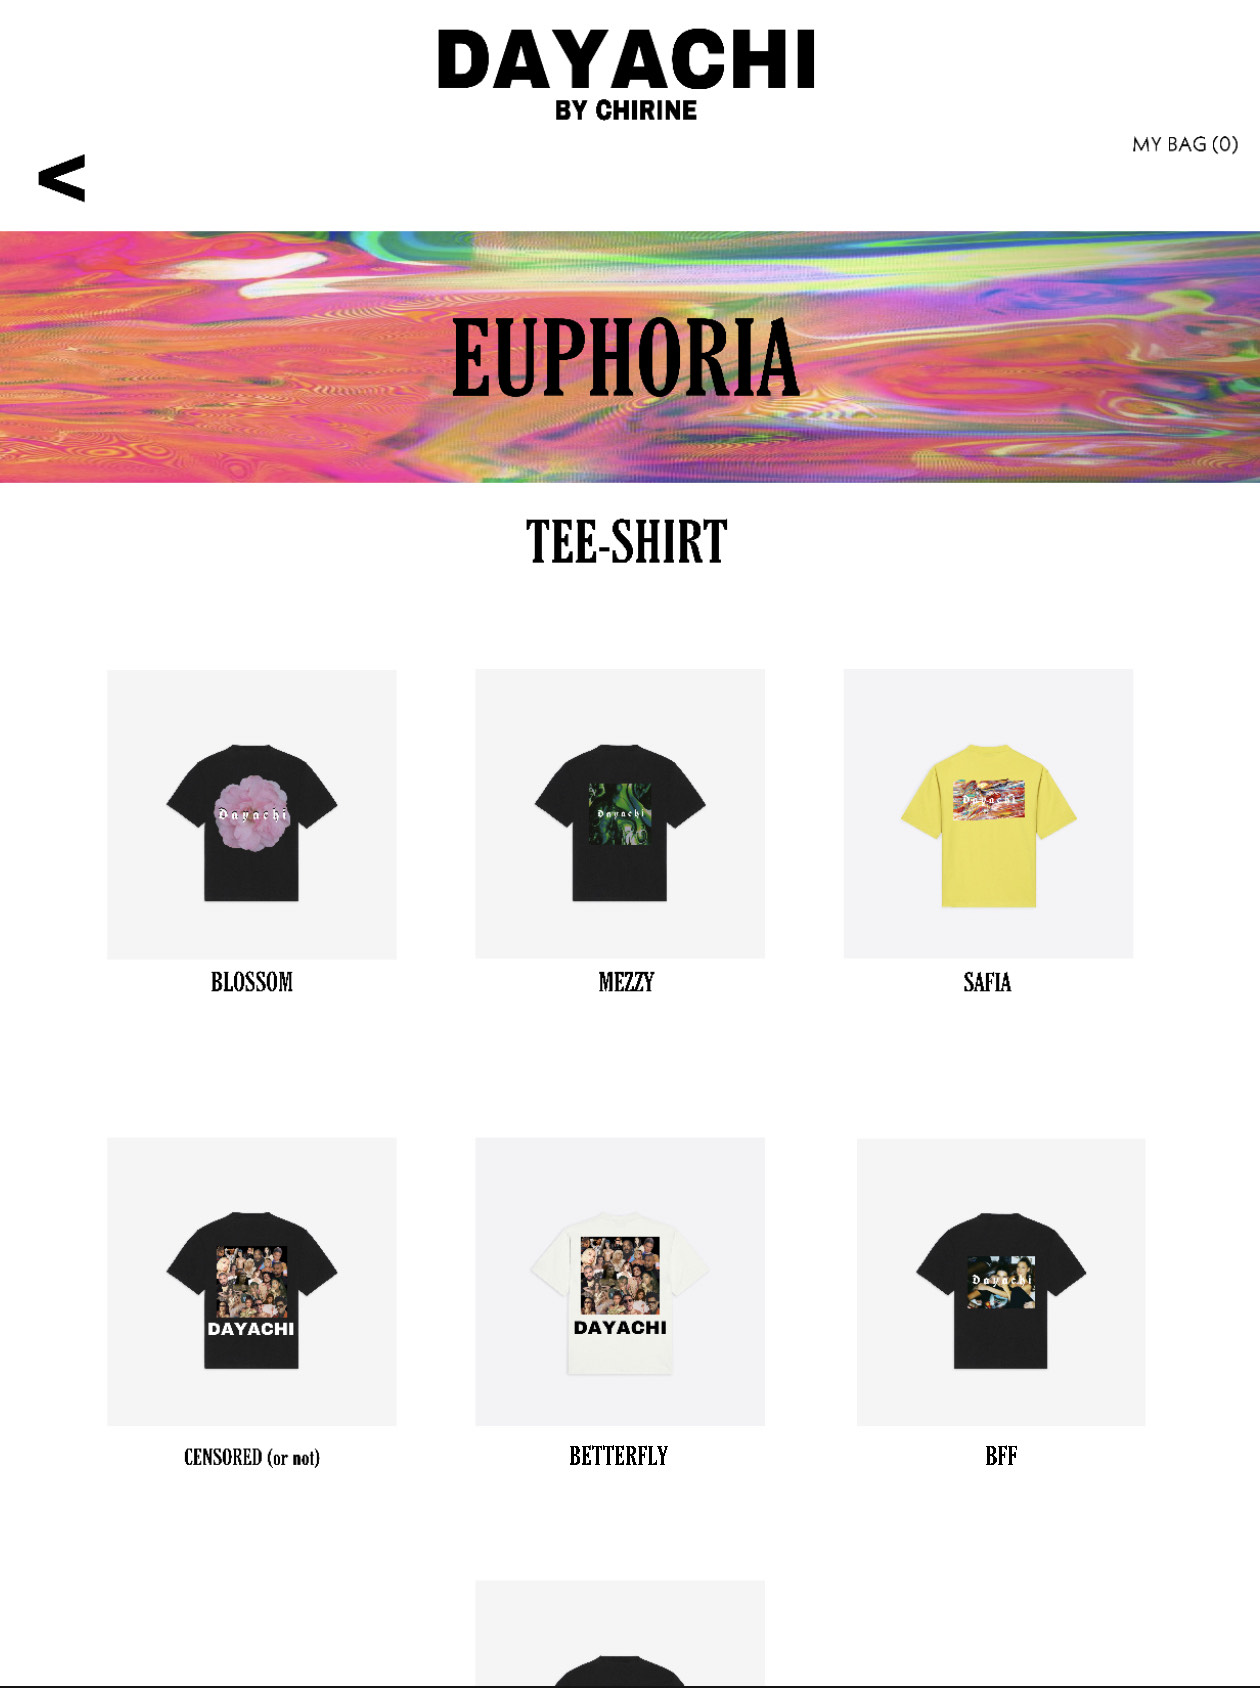 DAYACHI
BY CHIRINE
MY BAG (0)
<
EUPHORIA
TEE-SHIRT
Dayachi
Dayachi
Dayachi
BLOSSOM
MEZZY
SAFIA
DAYACHI
DAYACHI
Dayachi
CENSORED (or not)
BETTERFLY
BFF